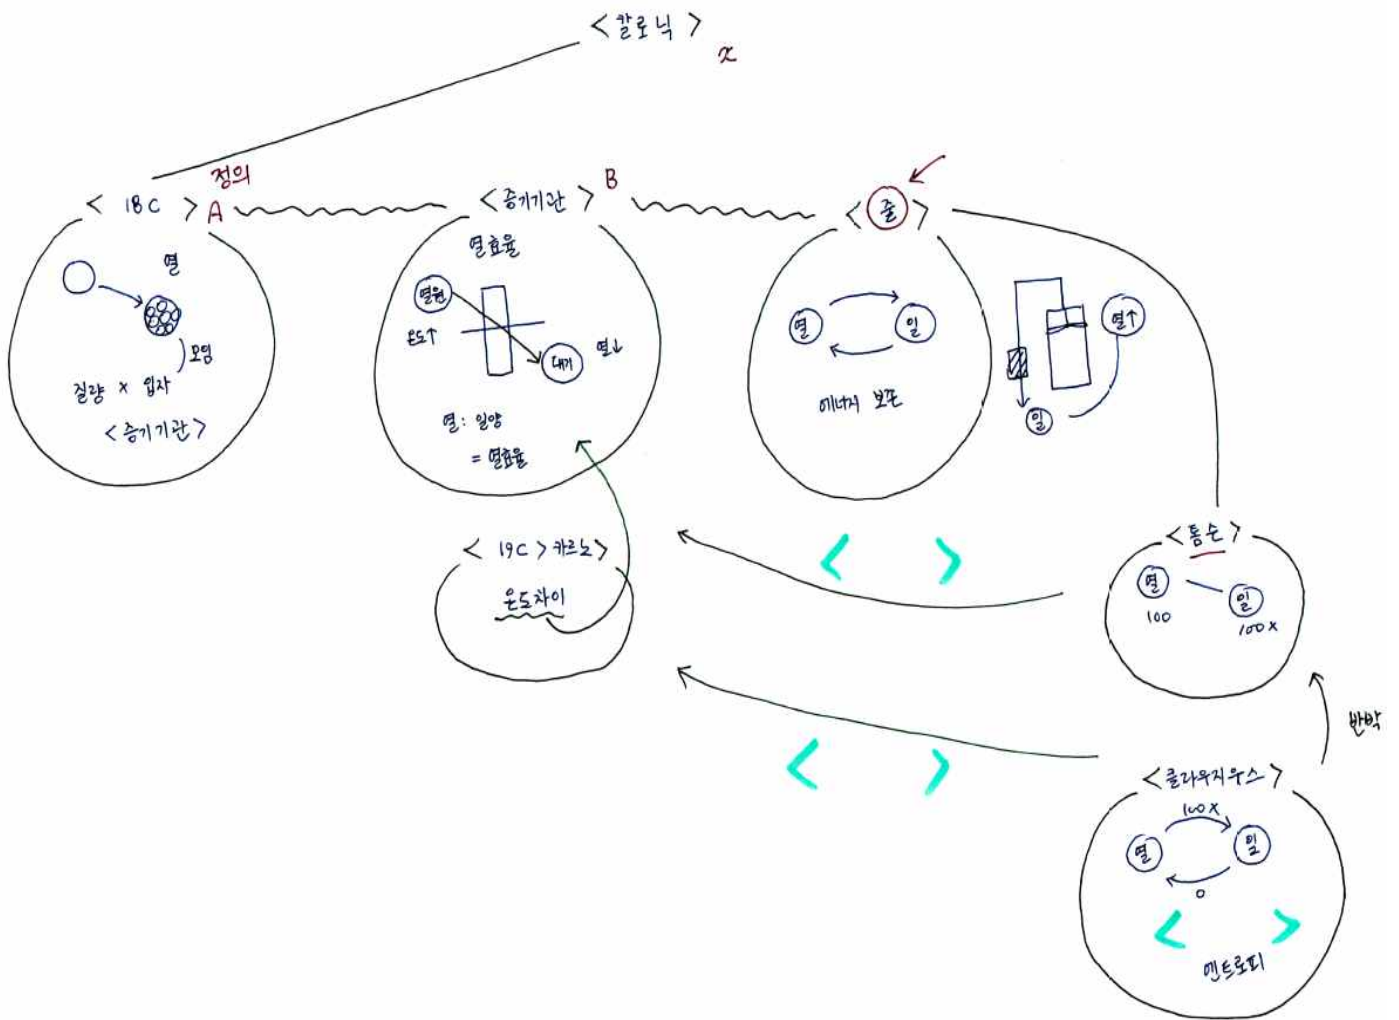 <칼로닉>
x
정의
<18C> A
열
모임
질량 x 입자
<증기기관>
<증기기관> B
열효율
열원
온도↑
대기
열↓
열: 일양
= 열효율
<19C> 카르노>
온도차이
<줄>
열
일
에너지 보존
열↑
일
<톰슨>
열
일
100
100x
반박
<클라우지우스>
100x
열
일
0
엔트로피